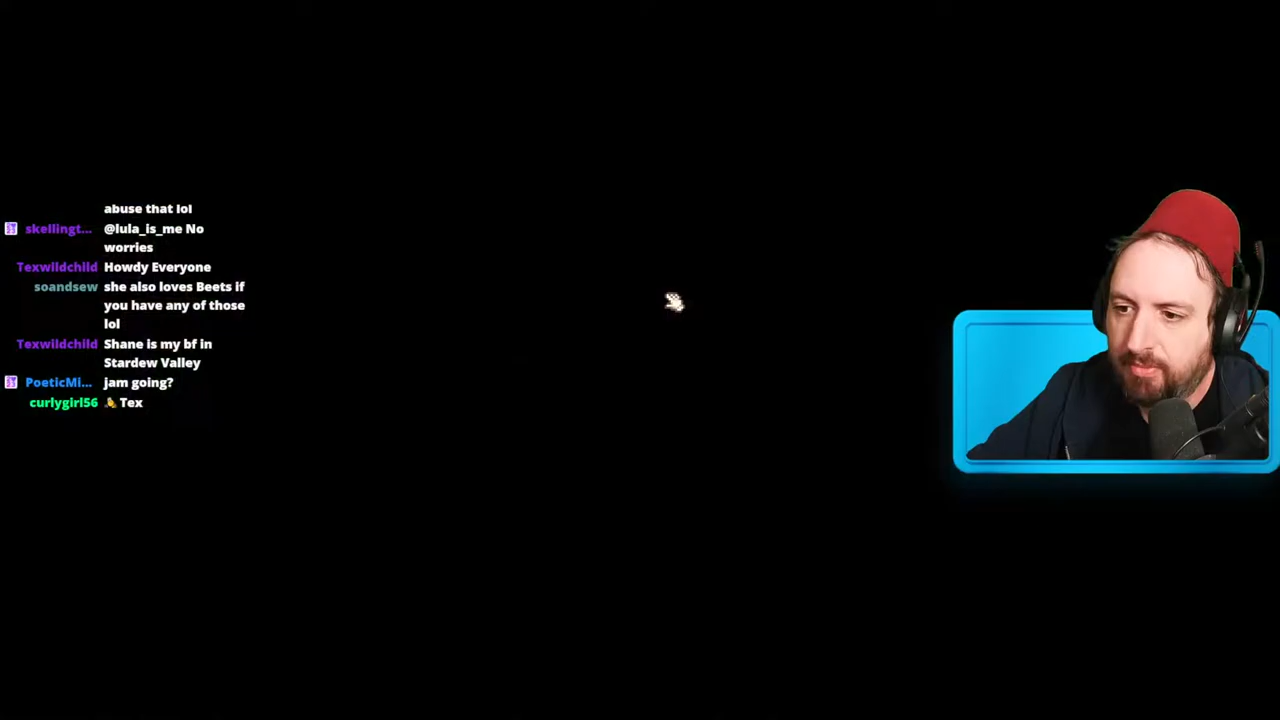 abuse that lol
skellingt... @lula_is_me No
worries
Texwildchild Howdy Everyone
soandsew she also loves Beets if
you have any of those
lol
Texwildchild Shane is my bf in
Stardew Valley
PoeticMi... jam going?
curlygirl56 Tex